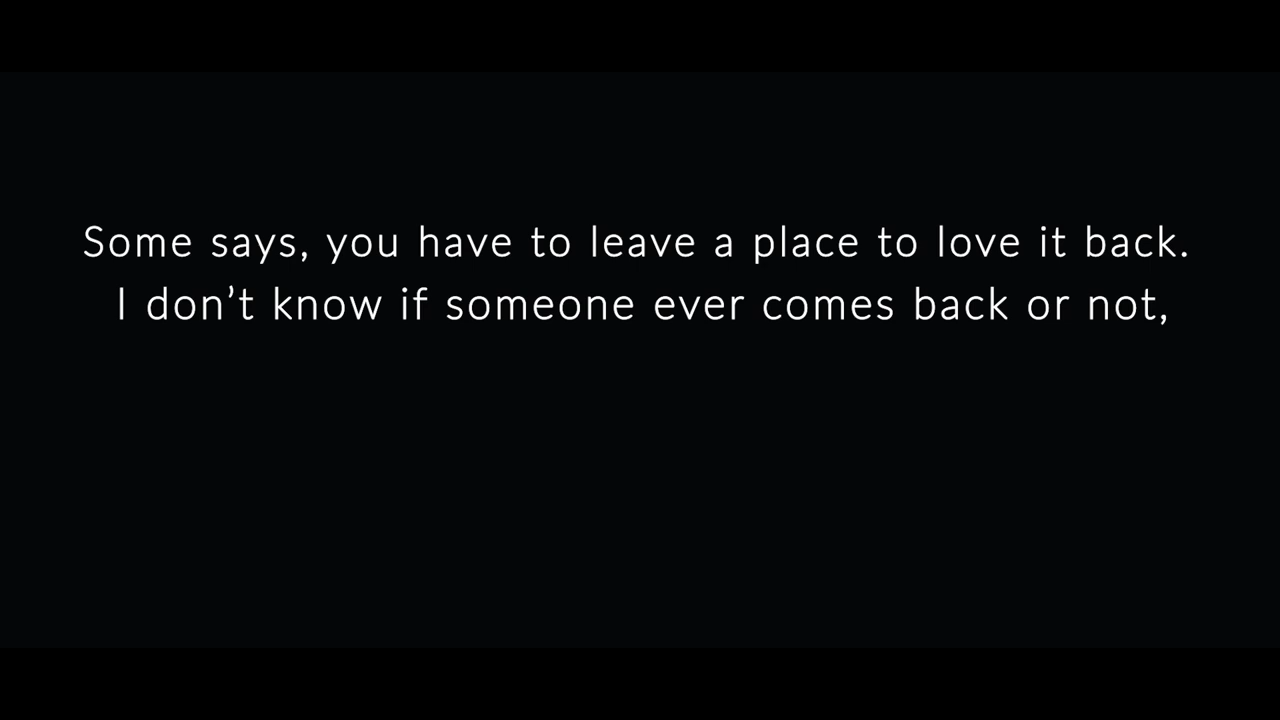 Some says, you have to leave a place to love it back.
I don’t know if someone ever comes back or not,